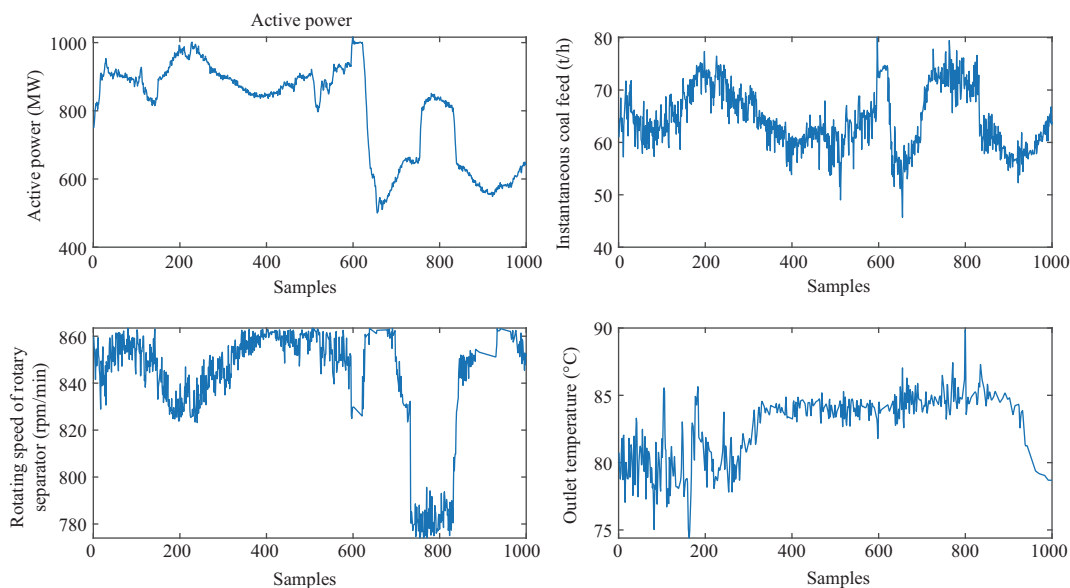 Active power
Active power (MW)
1000
800
600
400
0 200 400 600 800 1000
Samples
Instantaneous coal feed (t/h)
80
70
60
50
40
0 200 400 600 800 1000
Samples
Rotating speed of rotary
separator (rpm/min)
860
840
820
780
0 200 400 600 800 1000
Samples
Outlet temperature (°C)
90
85
80
75
0 200 400 600 800 1000
Samples